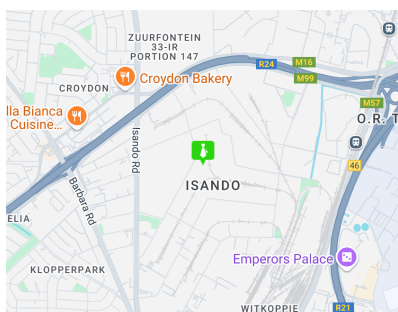 ZUURFONTEIN
33-IR
PORTION 147
R24
M16
M99
CROYDON
Croydon Bakery
M57
lla Bianca
Cuisine...
O.R. T
Isando Rd
46
ISANDO
Barbara Rd
ELIA
Emperors Palace
KLOPPERPARK
WITKOPPIE
R21